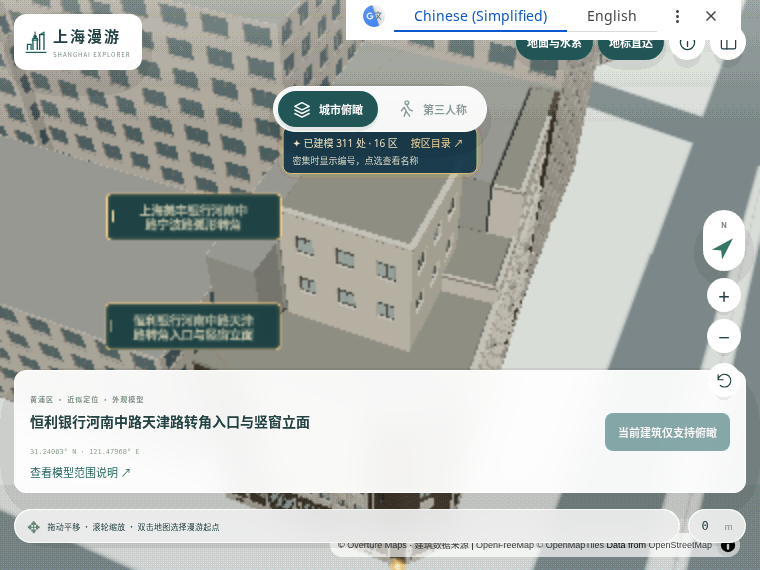 Chinese (Simplified)
English
上海漫游
SHANGHAI EXPLORER
地面与水系
地标直达
城市俯瞰
第三人称
✦ 已建模 311 处 · 16 区 按区目录 ↗
密集时显示编号，点选查看名称
上海美丰银行河南中
路宁波路弧形转角
恒利银行河南中路天津
路转角入口与竖窗立面
N
+
−
黄浦区 · 近似定位 · 外观模型
恒利银行河南中路天津路转角入口与竖窗立面
31.24063° N · 121.47968° E
查看模型范围说明 ↗
当前建筑仅支持俯瞰
拖动平移 · 滚轮缩放 · 双击地图选择漫游起点
0 m
© Overture Maps · 建筑数据来源 | OpenFreeMap © OpenMapTiles Data from OpenStreetMap